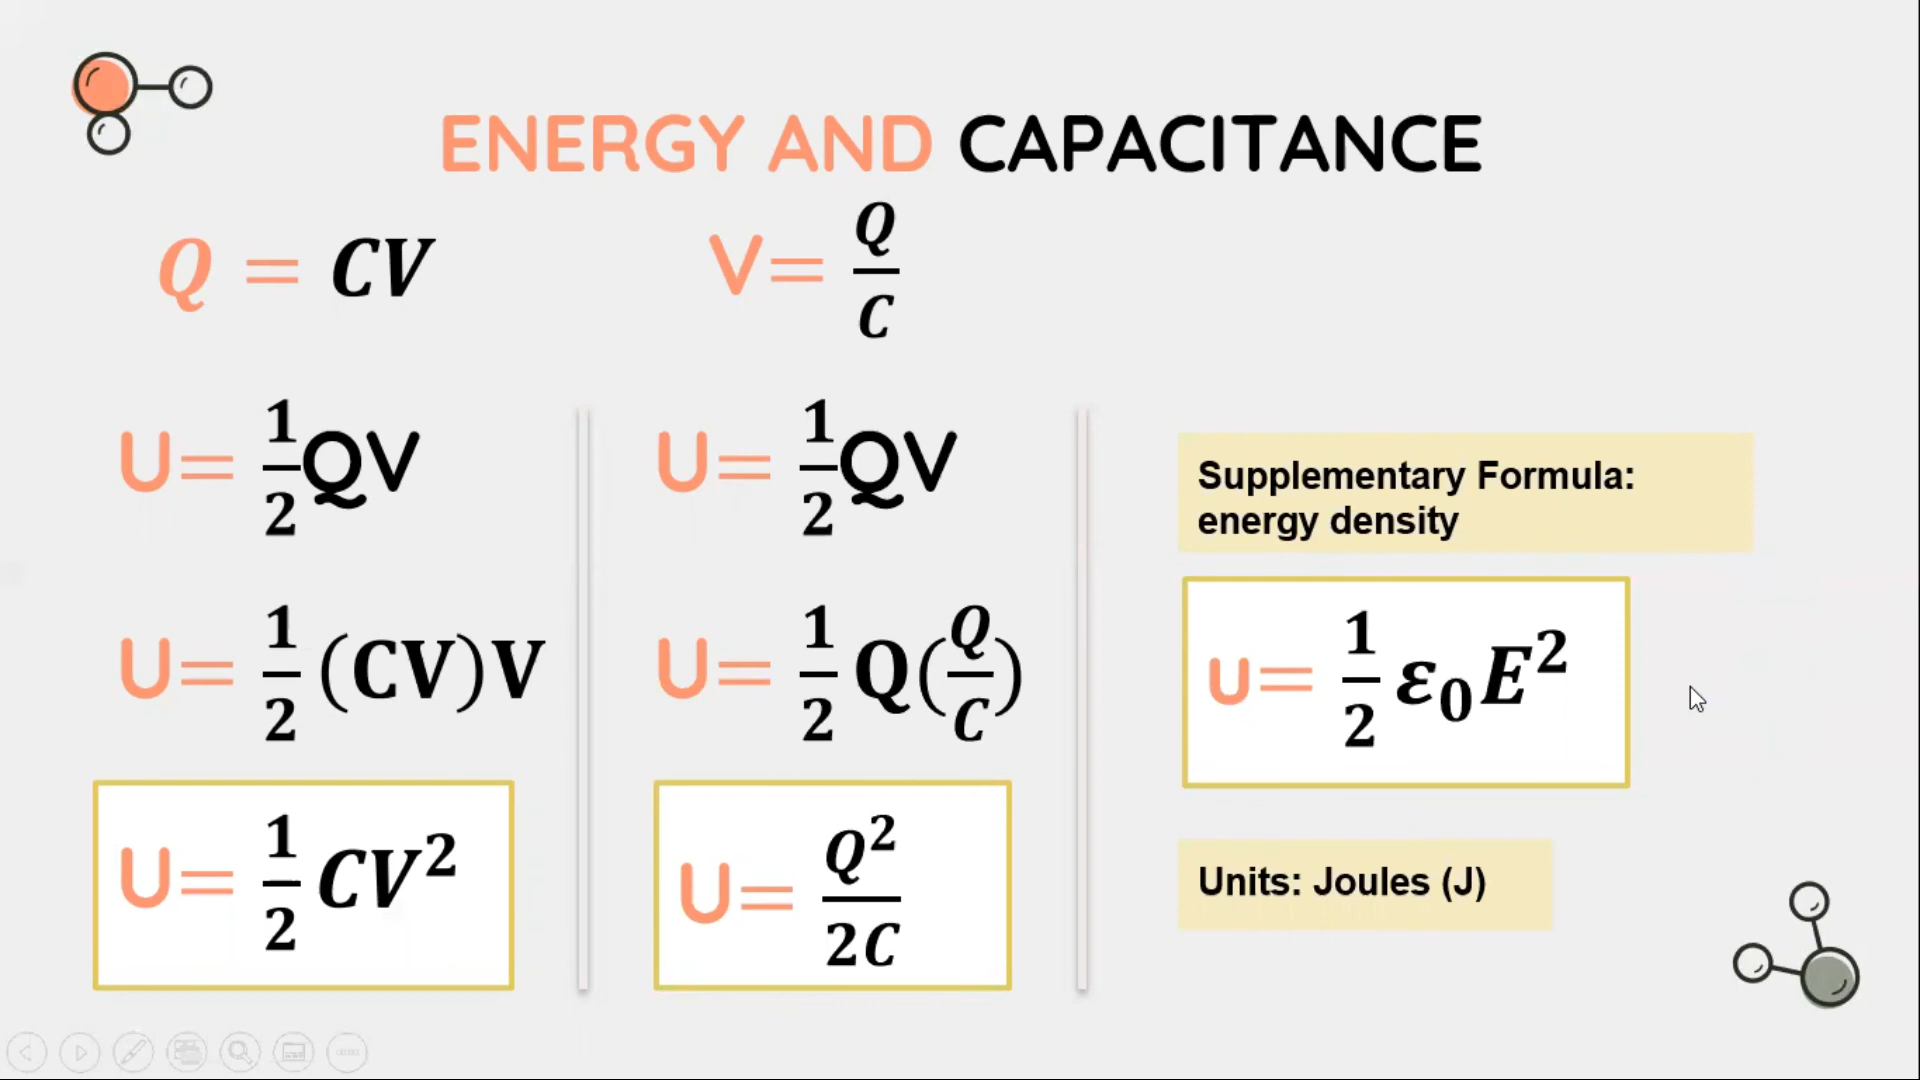 ENERGY AND CAPACITANCE
Q = CV
V= Q/C
U= 1/2 QV
U= 1/2 (CV)V
U= 1/2 CV²
U= 1/2 QV
U= 1/2 Q(Q/C)
U= Q²/2C
Supplementary Formula:
energy density
u= 1/2 ε₀E²
Units: Joules (J)